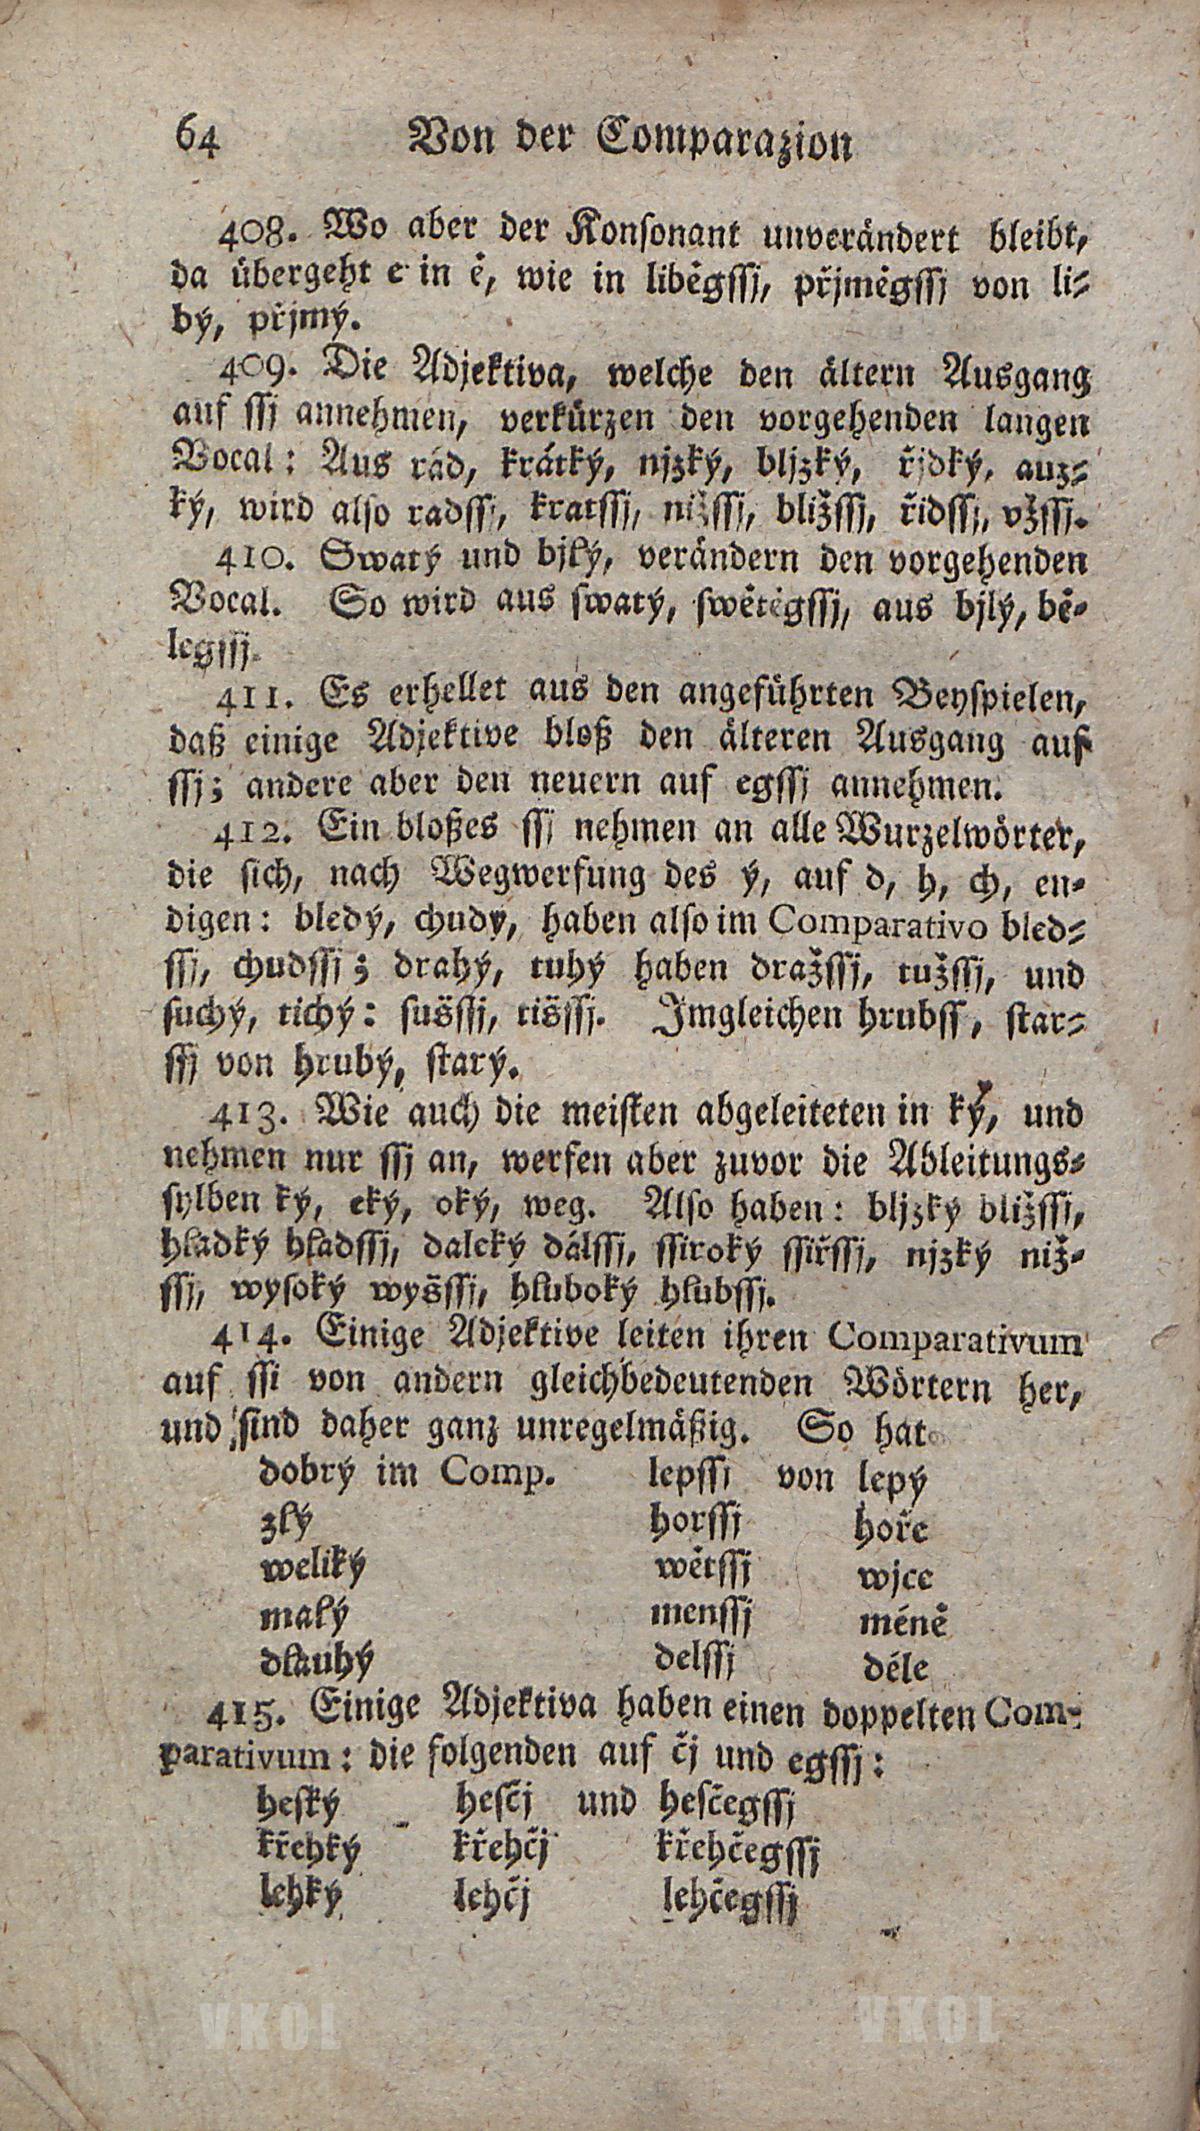 64 Von der Comparazion
408. Wo aber der Konsonant unverändert bleibt,
da übergeht e in ě, wie in liběgssj, přjměgssj von li-
bý, přjmý.
409. Die Adjektiva, welche den ältern Ausgang
auf ssj annehmen, verkürzen den vorgehenden langen
Vocal: Aus rád, krátký, njzký, bljzký, řjdký, auz-
ký, wird also radssj, kratssj, nižssj, bližssj, řidssj, vžssj.
410. Swatý und bjlý, verändern den vorgehenden
Vocal. So wird aus swatý, swětěgssj, aus bjlý, bě-
legssj.
411. Es erhellet aus den angeführten Beyspielen,
daß einige Adjektive bloß den älteren Ausgang auf
ssj; andere aber den neuern auf egssj annehmen.
412. Ein bloßes ssj nehmen an alle Wurzelwörter,
die sich, nach Wegwerfung des ý, auf d, h, ch, en-
digen: bledý, chudý, haben also im Comparativo bled-
ssj, chudssj; drahý, tuhý haben dražssj, tužssj, und
suchý, tichý: susssj, tisssj. Imgleichen hrubss, star-
ssj von hrubý, starý.
413. Wie auch die meisten abgeleiteten in ký, und
nehmen nur ssj an, werfen aber zuvor die Ableitungs-
sylben ký, eký, oký, weg. Also haben: bljzký bližssj,
hladký hladssj, daleký dálssj, ssiroký ssiřssj, njzký niž-
ssj, wysoký wysssj, hluboký hlubssj.
414. Einige Adjektive leiten ihren Comparativum
auf ssi von andern gleichbedeutenden Wörtern her,
und sind daher ganz unregelmäßig. So hat
dobrý im Comp. lepssj von lepý
zlý horssj hoře
weliký wětssj wjce
malý menssj méně
dlauhý delssj déle
415. Einige Adjektiva haben einen doppelten Com-
parativum: die folgenden auf čj und egssj:
heský hesčj und hesčegssj
křehký křehčj křehčegssj
lehký lehčj lehčegssj
VKOL VKOL